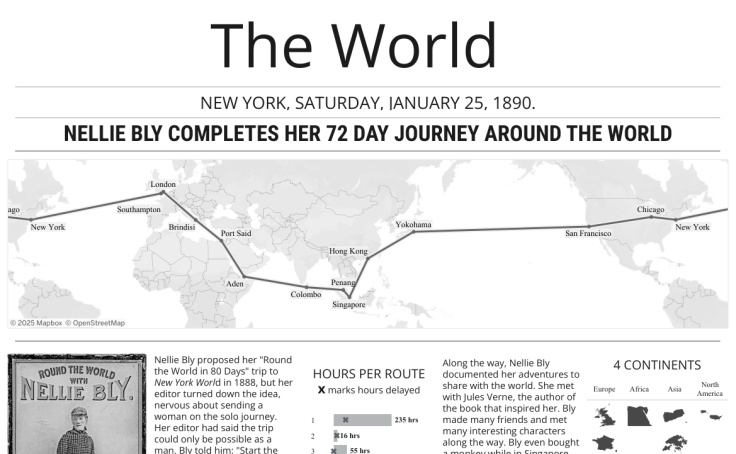 The World
NEW YORK, SATURDAY, JANUARY 25, 1890.
NELLIE BLY COMPLETES HER 72 DAY JOURNEY AROUND THE WORLD
London
ago
New York
Southampton
Brindisi
Port Said
Aden
Colombo
Penang
Singapore
Hong Kong
Yokohama
San Francisco
Chicago
New York
© 2025 Mapbox © OpenStreetMap
ROUND THE WORLD
WITH
NELLIE BLY.
Nellie Bly proposed her "Round
the World in 80 Days" trip to
New York World in 1888, but her
editor turned down the idea,
nervous about sending a
woman on the solo journey.
Her editor had said the trip
could only be possible as a
man. Bly told him: "Start the
HOURS PER ROUTE
X marks hours delayed
1 235 hrs
2 16 hrs
3 55 hrs
Along the way, Nellie Bly
documented her adventures to
share with the world. She met
with Jules Verne, the author of
the book that inspired her. Bly
made many friends and met
many interesting characters
along the way. Bly even bought
a monkey while in Singapore
4 CONTINENTS
Europe Africa Asia North
America